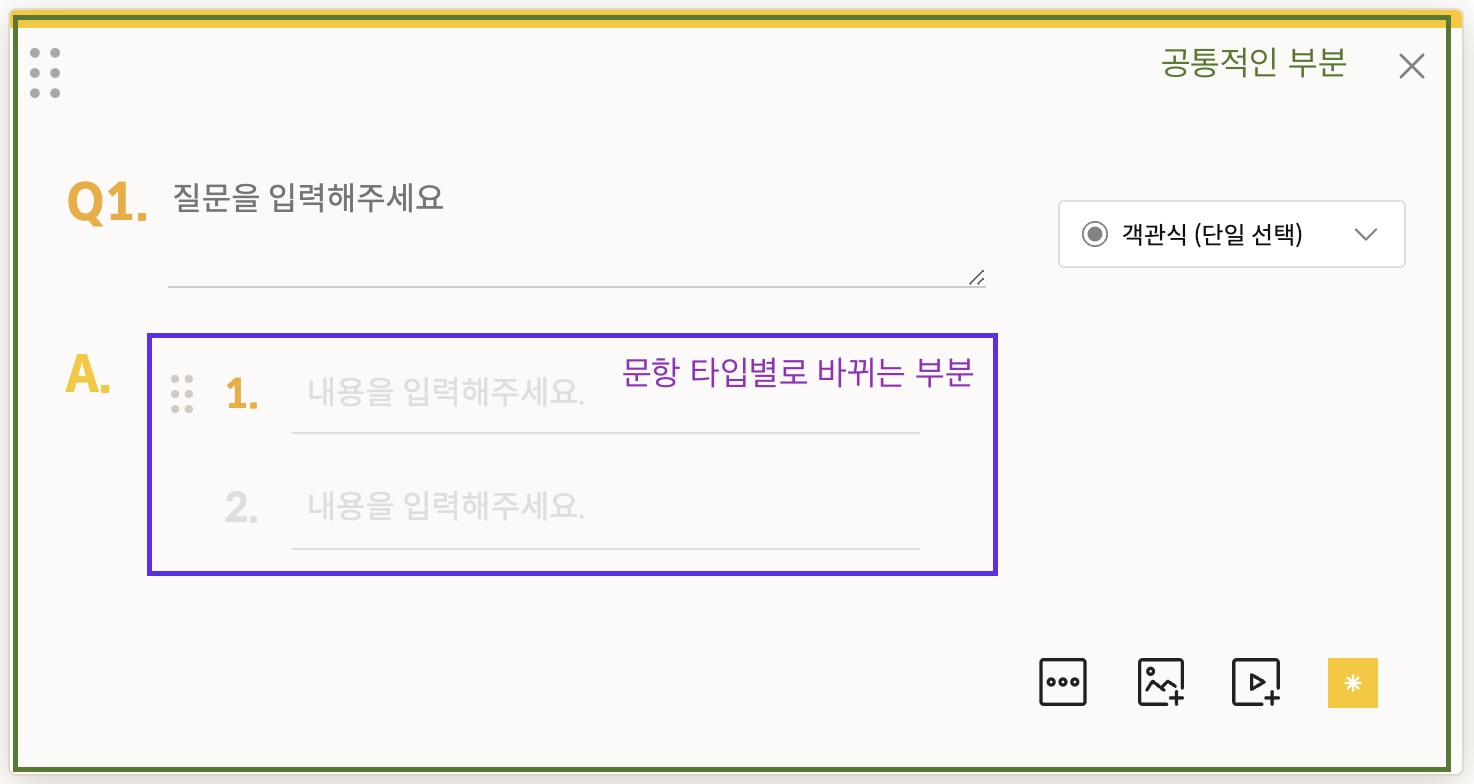 공통적인 부분
Q1. 질문을 입력해주세요
객관식 (단일 선택)
A.
문항 타입별로 바뀌는 부분
1. 내용을 입력해주세요.
2. 내용을 입력해주세요.